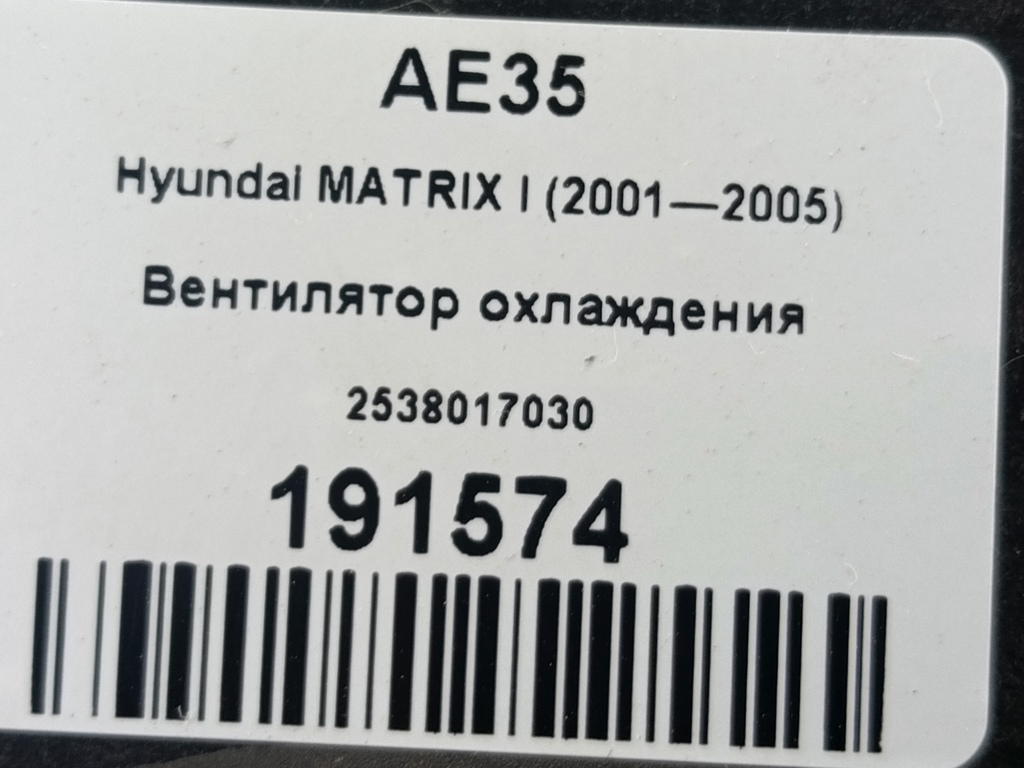 AE35
Hyundai MATRIX I (2001—2005)
Вентилятор охлаждения
2538017030
191574